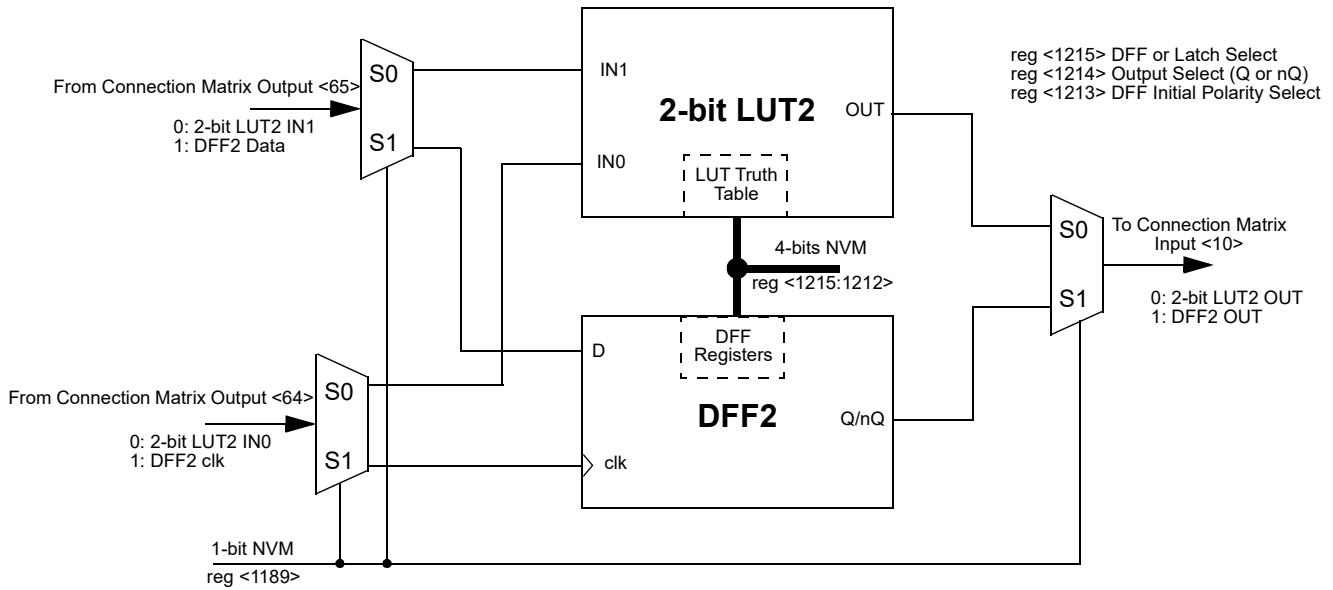 From Connection Matrix Output <65>
0: 2-bit LUT2 IN1
1: DFF2 Data
S0
S1
IN1
IN0
2-bit LUT2
OUT
LUT Truth
Table
reg <1215> DFF or Latch Select
reg <1214> Output Select (Q or nQ)
reg <1213> DFF Initial Polarity Select
4-bits NVM
reg <1215:1212>
S0
S1
To Connection Matrix
Input <10>
0: 2-bit LUT2 OUT
1: DFF2 OUT
DFF
Registers
D
DFF2
Q/nQ
clk
From Connection Matrix Output <64>
0: 2-bit LUT2 IN0
1: DFF2 clk
S0
S1
1-bit NVM
reg <1189>